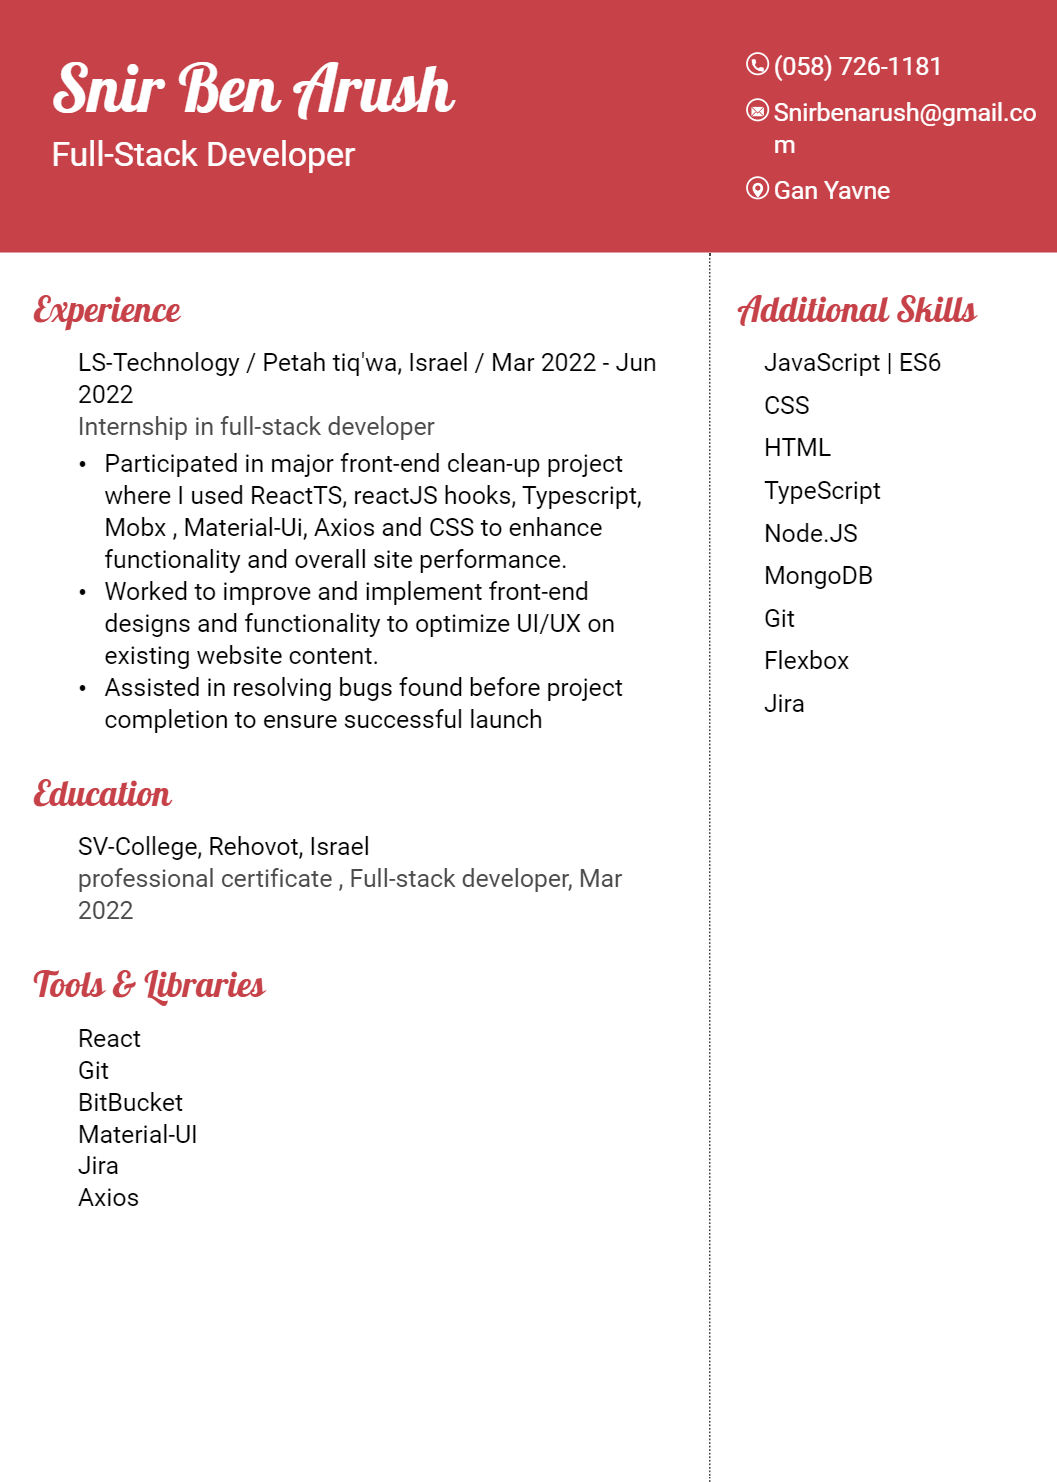 Snir Ben Arush
Full-Stack Developer
(058) 726-1181
Snirbenarush@gmail.co
m
Gan Yavne
Experience
LS-Technology / Petah tiq'wa, Israel / Mar 2022 - Jun
2022
Internship in full-stack developer
• Participated in major front-end clean-up project
where I used ReactTS, reactJS hooks, Typescript,
Mobx , Material-Ui, Axios and CSS to enhance
functionality and overall site performance.
• Worked to improve and implement front-end
designs and functionality to optimize UI/UX on
existing website content.
• Assisted in resolving bugs found before project
completion to ensure successful launch
Education
SV-College, Rehovot, Israel
professional certificate , Full-stack developer, Mar
2022
Tools & Libraries
React
Git
BitBucket
Material-UI
Jira
Axios
Additional Skills
JavaScript | ES6
CSS
HTML
TypeScript
Node.JS
MongoDB
Git
Flexbox
Jira